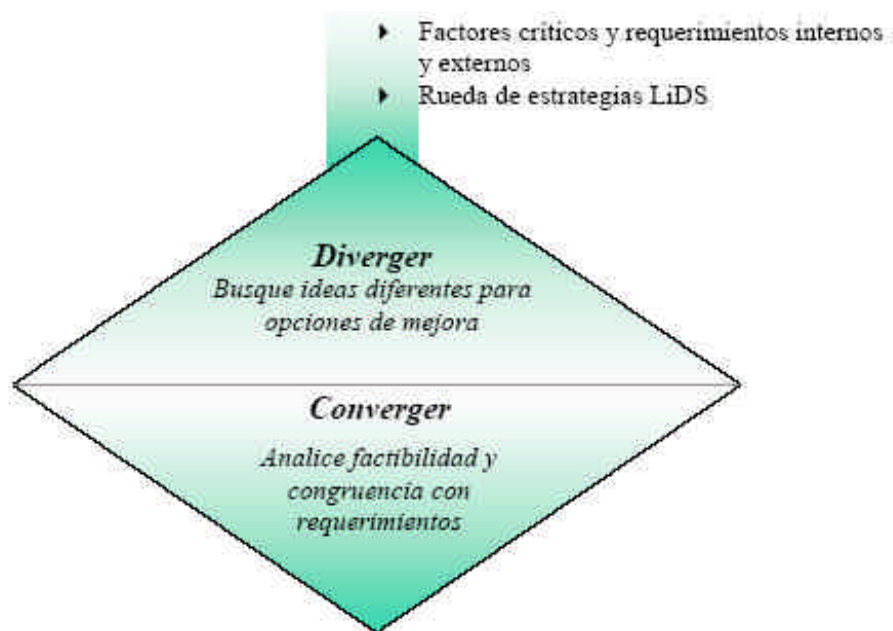 Factores críticos y requerimientos internos
y externos
Rueda de estrategias LiDS
Diverger
Busque ideas diferentes para
opciones de mejora
Converger
Analice factibilidad y
congruencia con
requerimientos